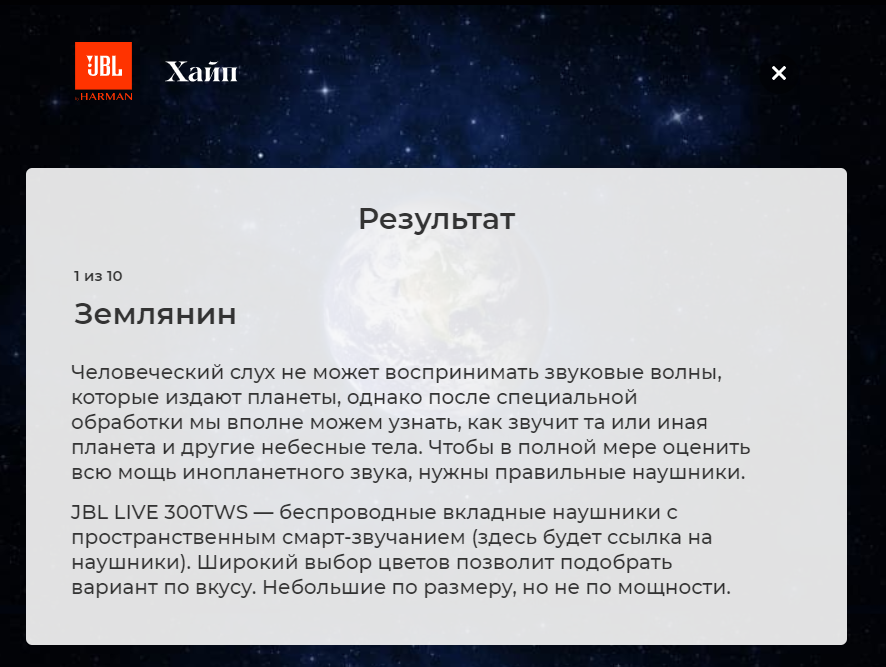 JBL
by HARMAN
Хайп
Результат
1 из 10
Землянин
Человеческий слух не может воспринимать звуковые волны,
которые издают планеты, однако после специальной
обработки мы вполне можем узнать, как звучит та или иная
планета и другие небесные тела. Чтобы в полной мере оценить
всю мощь инопланетного звука, нужны правильные наушники.
JBL LIVE 300TWS — беспроводные вкладные наушники с
пространственным смарт-звучанием (здесь будет ссылка на
наушники). Широкий выбор цветов позволит подобрать
вариант по вкусу. Небольшие по размеру, но не по мощности.